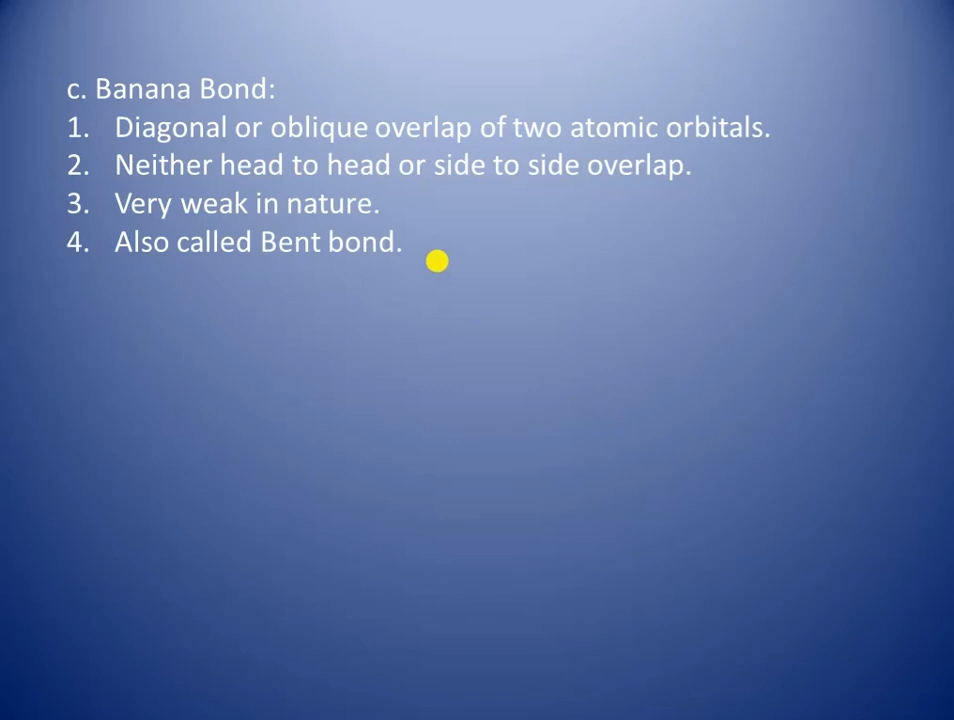 c. Banana Bond:
1. Diagonal or oblique overlap of two atomic orbitals.
2. Neither head to head or side to side overlap.
3. Very weak in nature.
4. Also called Bent bond.